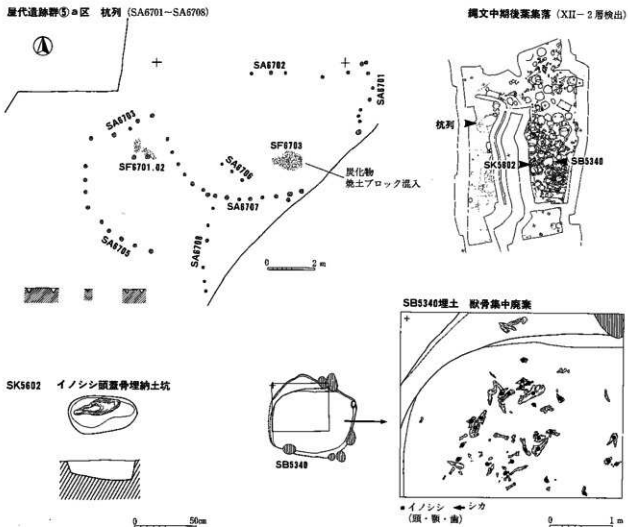 屋代遺跡群⑤a区 杭列 (SA6701~SA6708)
SA6702
SA6701
SA6703
SF6701.02
SF6703
炭化物
焼土ブロック混入
SA6706
SA6707
SA6705
SA6708
0 2 m
縄文中期後葉集落 (XII-2層検出)
杭列
SK5602
SB5340
SK5602 イノシシ頭蓋骨埋納土坑
0 50cm
SB5340
SB5340埋土 獣骨集中廃棄
イノシシ シカ
(頭・顎・歯)
0 1 m